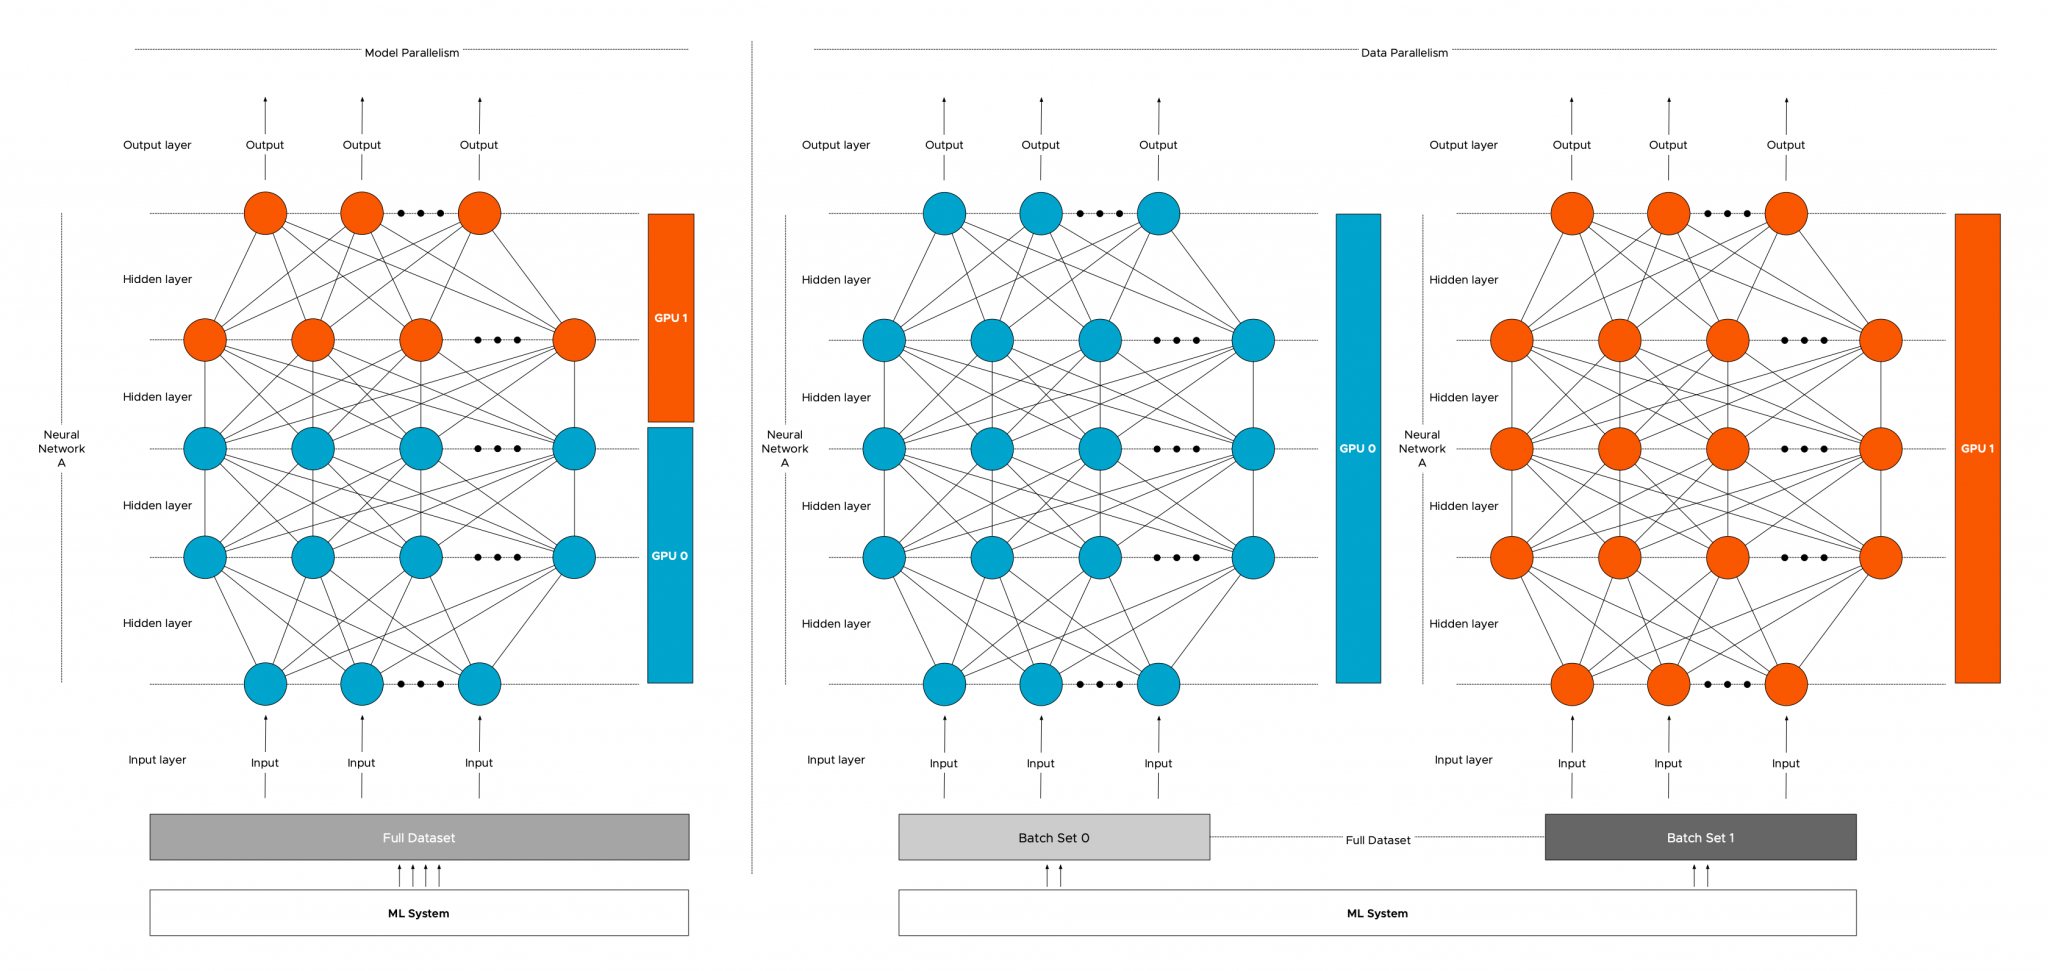 Model Parallelism
Output layer
Output
Output
Output
Hidden layer
GPU 1
Hidden layer
Neural
Network
A
Hidden layer
GPU 0
Hidden layer
Input layer
Input
Input
Input
Full Dataset
ML System
Data Parallelism
Output layer
Output
Output
Output
Hidden layer
Hidden layer
Neural
Network
A
GPU 0
Hidden layer
Hidden layer
Input layer
Input
Input
Input
Batch Set 0
Output layer
Output
Output
Output
Hidden layer
Hidden layer
Neural
Network
A
GPU 1
Hidden layer
Hidden layer
Input layer
Input
Input
Input
Full Dataset
Batch Set 1
ML System